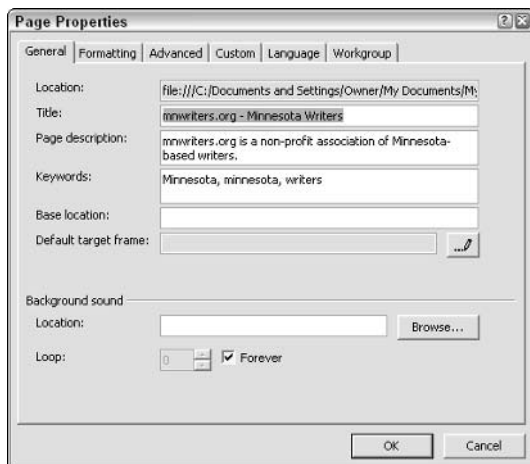 Page Properties
General Formatting Advanced Custom Language Workgroup
Location: file:///C:/Documents and Settings/Owner/My Documents/My
Title: mnwriters.org - Minnesota Writers
Page description: mnwriters.org is a non-profit association of Minnesota-
based writers.
Keywords: Minnesota, minnesota, writers
Base location:
Default target frame:
Background sound
Location: Browse...
Loop: 0 Forever
OK Cancel